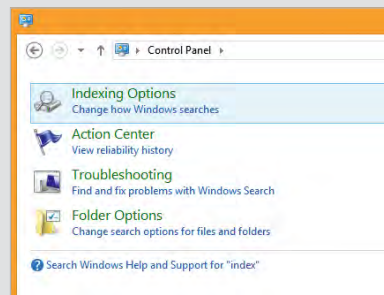 Control Panel
Indexing Options
Change how Windows searches
Action Center
View reliability history
Troubleshooting
Find and fix problems with Windows Search
Folder Options
Change search options for files and folders
Search Windows Help and Support for "index"